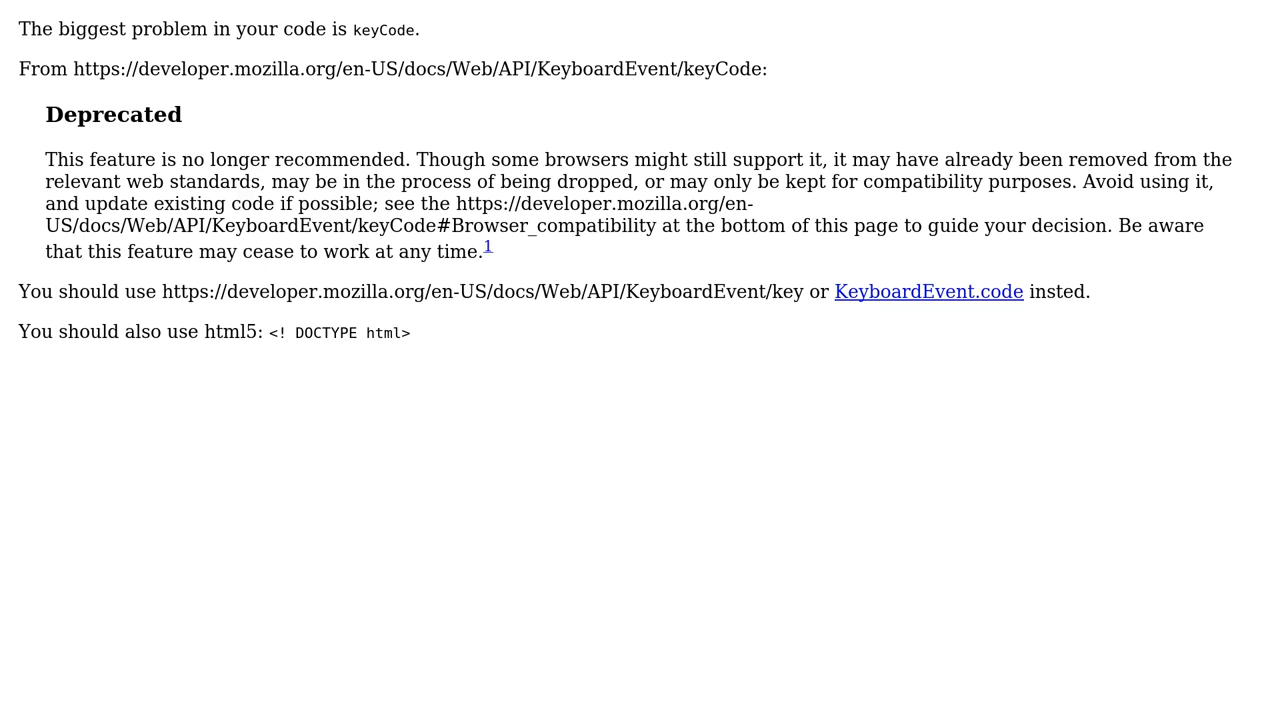 The biggest problem in your code is keyCode.
From https://developer.mozilla.org/en-US/docs/Web/API/KeyboardEvent/keyCode:
Deprecated
This feature is no longer recommended. Though some browsers might still support it, it may have already been removed from the
relevant web standards, may be in the process of being dropped, or may only be kept for compatibility purposes. Avoid using it,
and update existing code if possible; see the https://developer.mozilla.org/en-
US/docs/Web/API/KeyboardEvent/keyCode#Browser_compatibility at the bottom of this page to guide your decision. Be aware
that this feature may cease to work at any time.1
You should use https://developer.mozilla.org/en-US/docs/Web/API/KeyboardEvent/key or KeyboardEvent.code insted.
You should also use html5: <! DOCTYPE html>